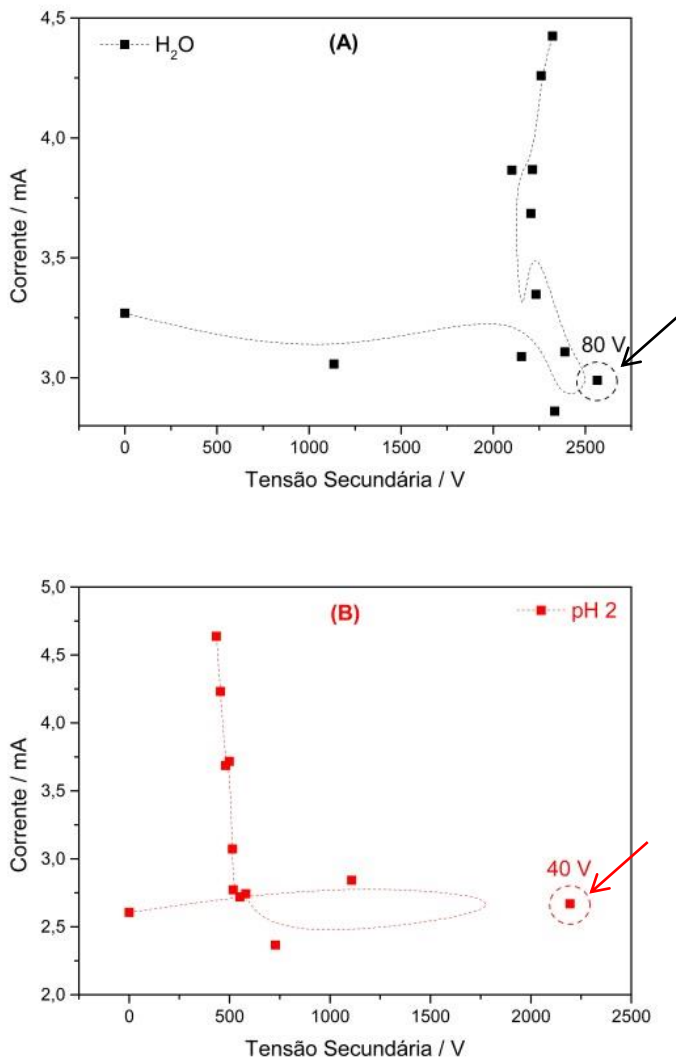 4,5
H₂O
(A)
4,0
3,5
3,0
80 V
Corrente / mA
0 500 1000 1500 2000 2500
Tensão Secundária / V
5,0
(B)
pH 2
4,5
4,0
3,5
3,0
2,5
2,0
40 V
Corrente / mA
0 500 1000 1500 2000 2500
Tensão Secundária / V